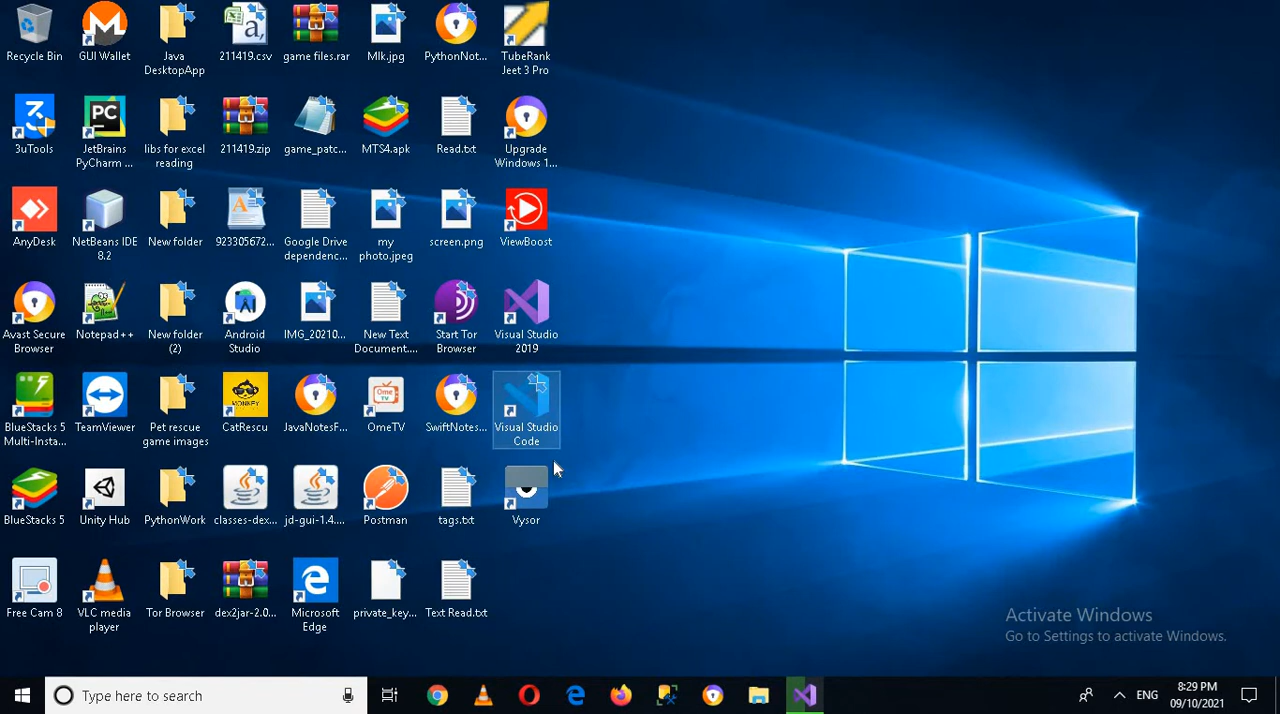 Recycle Bin
GUI Wallet
Java
DesktopApp
211419.csv
game files.rar
Mlk.jpg
PythonNot...
TubeRank
Jeet 3 Pro
3uTools
JetBrains
PyCharm ...
libs for excel
reading
211419.zip
game_patc...
MTS4.apk
Read.txt
Upgrade
Windows 1...
AnyDesk
NetBeans IDE
8.2
New folder
923305672...
Google Drive
dependenc...
my
photo.jpeg
screen.png
ViewBoost
Avast Secure
Browser
Notepad++
New folder
(2)
Android
Studio
IMG_20210...
New Text
Document....
Start Tor
Browser
Visual Studio
2019
BlueStacks 5
Multi-Insta...
TeamViewer
Pet rescue
game images
MONKEY
CatRescu
JavaNotesF...
Ome
TV
OmeTV
SwiftNotes...
Visual Studio
Code
BlueStacks 5
Unity Hub
PythonWork
classes-dex...
jd-gui-1.4....
Postman
tags.txt
Vysor
Free Cam 8
VLC media
player
Tor Browser
dex2jar-2.0...
Microsoft
Edge
private_key...
Text Read.txt
Activate Windows
Go to Settings to activate Windows.
Type here to search
ENG
8:29 PM
09/10/2021